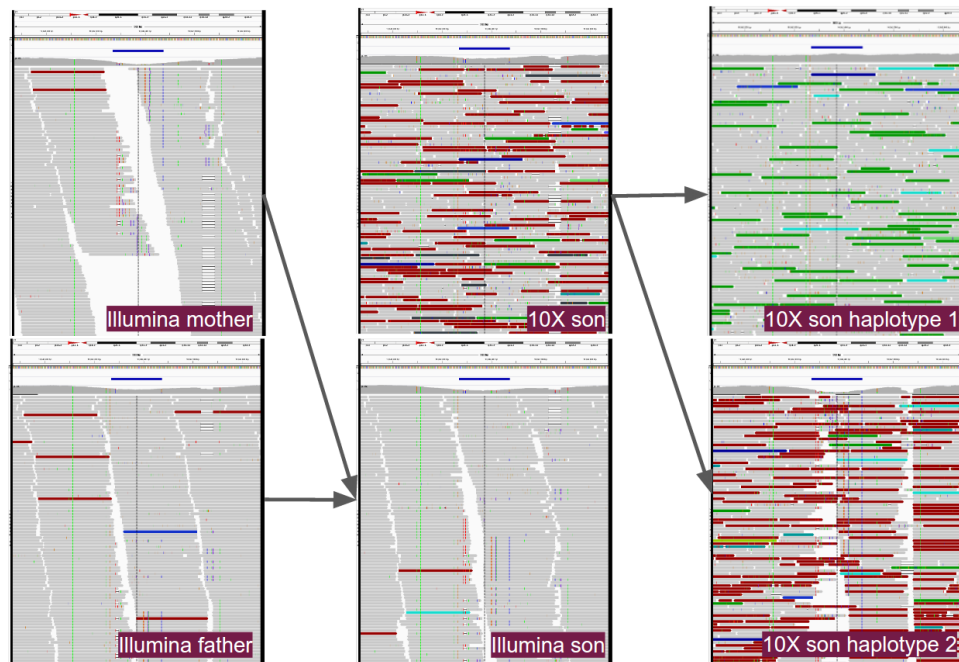 Illumina mother
10X son
10X son haplotype 1
Illumina father
Illumina son
10X son haplotype 2